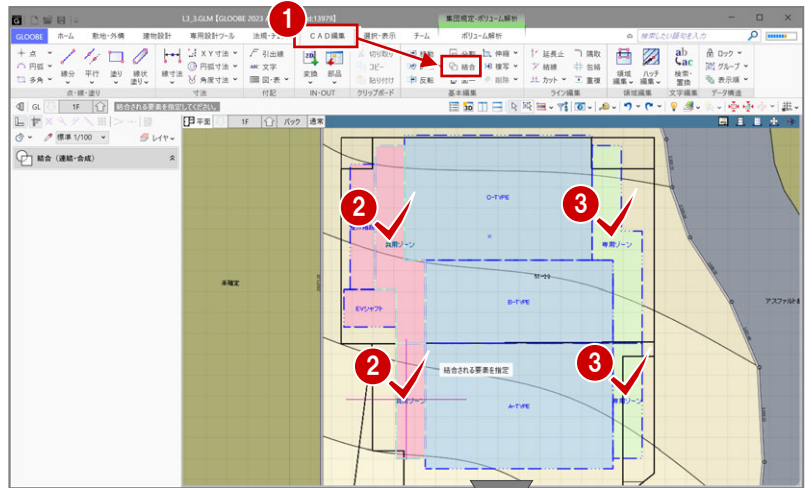 L3_3.GLM 【GLOOBE 2023
id:13979】
集団規定-ボリューム解析
1
GLOOBE ホーム 敷地・外構 建物設計 専用設計ツール 法規・チェ CAD編集 選択・表示 チーム ボリューム解析 検索したい語句を入力
点 線分 平行 塗り 線状塗り 線寸法 XY寸法 引出線 変換 部品 切取り 移動 分割 伸縮 延長止 隅取 領域編集 ハッチ編集 検索・置換 ロック
円弧 円弧寸法 文字 コピー 結合 複写 結線 包絡 グループ
多角 角度寸法 図・表 貼り付け 反転 削除 カット 重複 表示順
点・線・塗り 寸法 付記 IN-OUT クリップボード 基本編集 ライン編集 領域編集 文字編集 データ構造
GL 1F 結合される要素を指定してください。
3D
平面 1F バック 通常
標準 1/100 レイヤ
結合（連結・合成）
C-TYPE
2
3
共用ゾーン
専用ゾーン
51-22
未確定
アスファルト
EVシャフト
B-TYPE
2
3
結合される要素を指定
共用ゾーン
専用ゾーン
A-TYPE